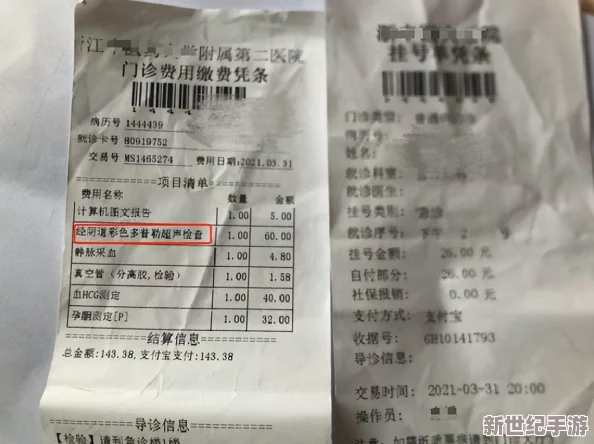 附属第二医院
门诊费用缴费凭条
病历号 1444439
就诊卡号 H0919752
交易号 MS1465274 费用日期:2021.03.31
项目清单
费用名称 数量 金额
计算机图文报告 1.00 5.00
经阴道彩色多普勒超声检查 1.00 60.00
静脉采血 1.00 4.80
真空管(分离胶,检验) 1.00 1.58
血HCG测定 1.00 40.00
孕酮测定[P] 1.00 32.00
结算信息
总金额:143.38,支付宝支付:143.38
导诊信息
【检验】请到急诊楼1楼
挂号单凭条
门诊类型: 普通
病历号:
姓名:
就诊科室:
就诊医生:
号类: 急诊
就诊序号: 下午 2 号
挂号金额: 26.00 元
自付部分: 26.00 元
社保报销: 0.00 元
支付方式: 支付宝
收据号: GH10141793
导诊信息:
交易时间: 2021-03-31 20:00
操作员:
新世纪手游